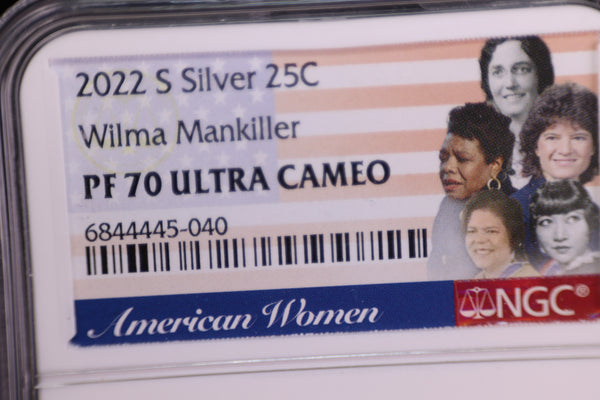 2022 S Silver 25C
Wilma Mankiller
PF 70 ULTRA CAMEO
6844445-040
American Women
NGC®